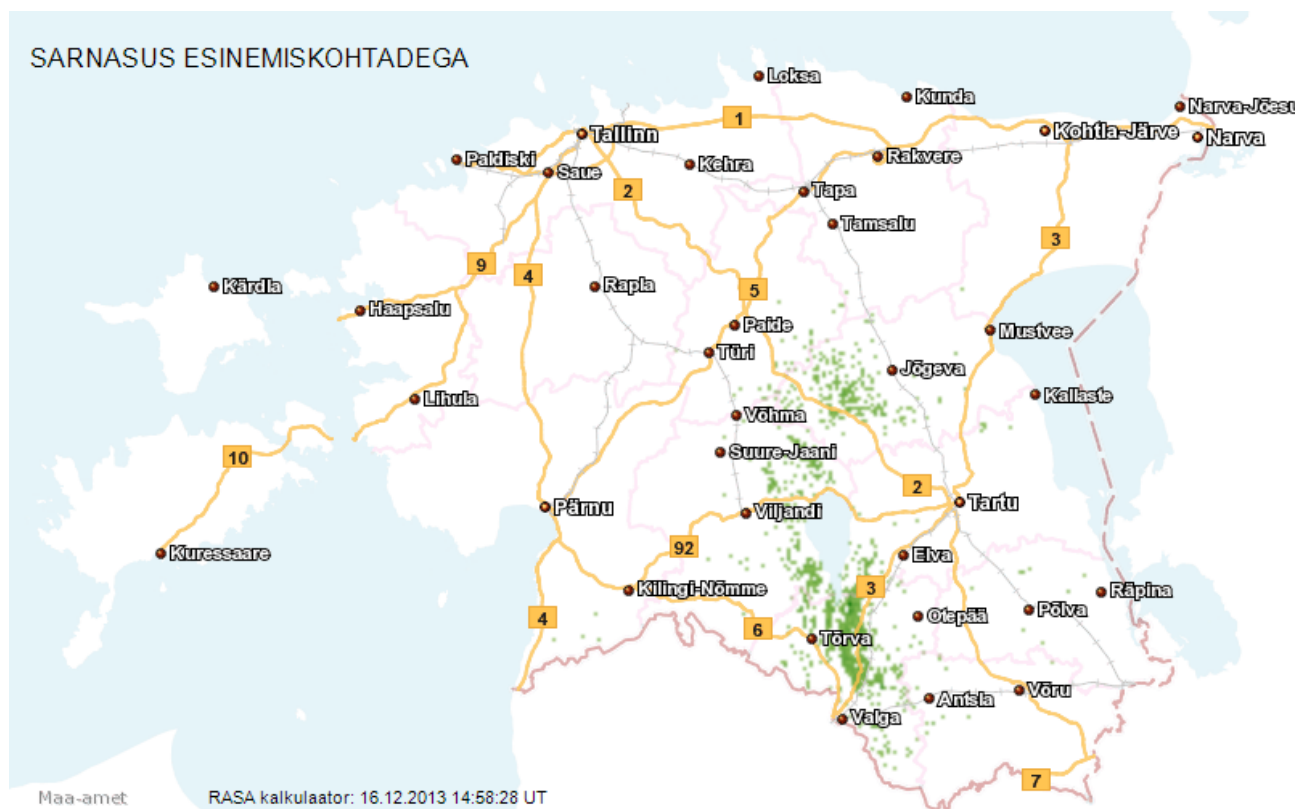 SARNASUS ESINEMISKOHTADEGA
Loksa
Kunda
Narva-Jõesu
Tallinn
1
Kohtla-Järve
Narva
Paldiski
Saue
Kehra
Rakvere
2
Tapa
Tamsalu
3
9
4
Kärdla
Rapla
5
Haapsalu
Paide
Mustvee
Türi
Jõgeva
Lihula
Kallaste
Võhma
10
Suure-Jaani
2
Pärnu
Viljandi
Tartu
Kuressaare
92
Elva
3
Kilingi-Nõmme
Räpina
4
6
Otepää
Põlva
Tõrva
Antsla
Võru
Valga
7
Maa-amet
RASA kalkulaator: 16.12.2013 14:58:28 UT